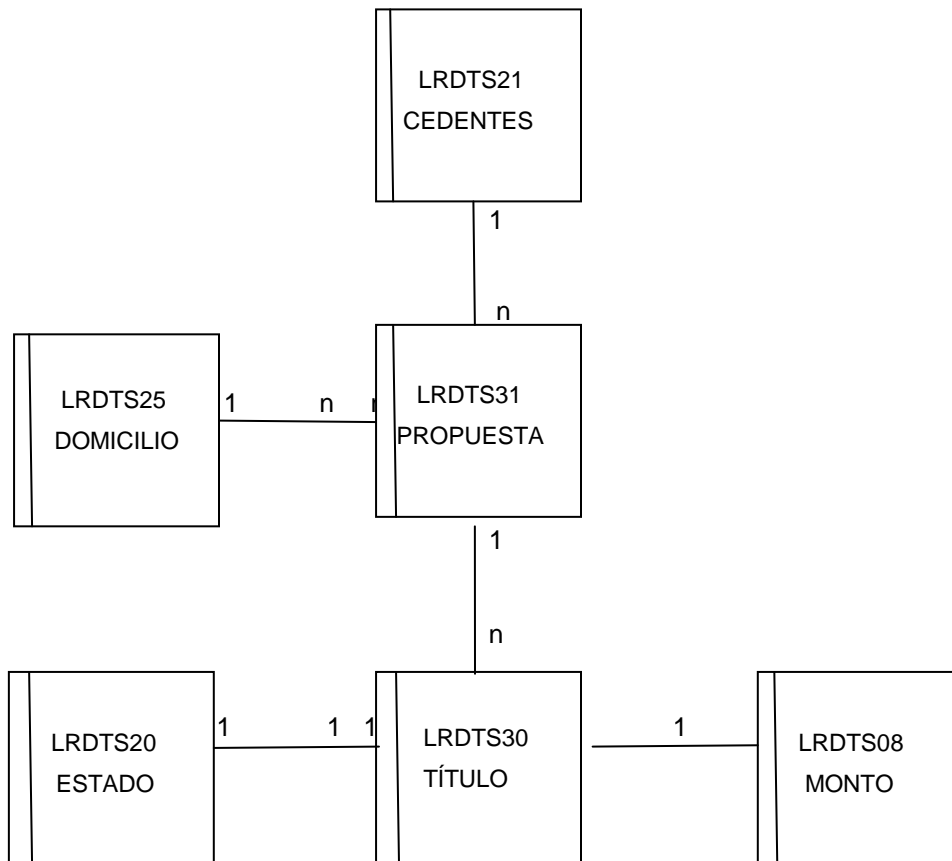 LRDTS21
CEDENTES
1
n
LRDTS25
DOMICILIO
1
n
LRDTS31
PROPUESTA
1
n
LRDTS20
ESTADO
1
1
1
LRDTS30
TÍTULO
1
LRDTS08
MONTO